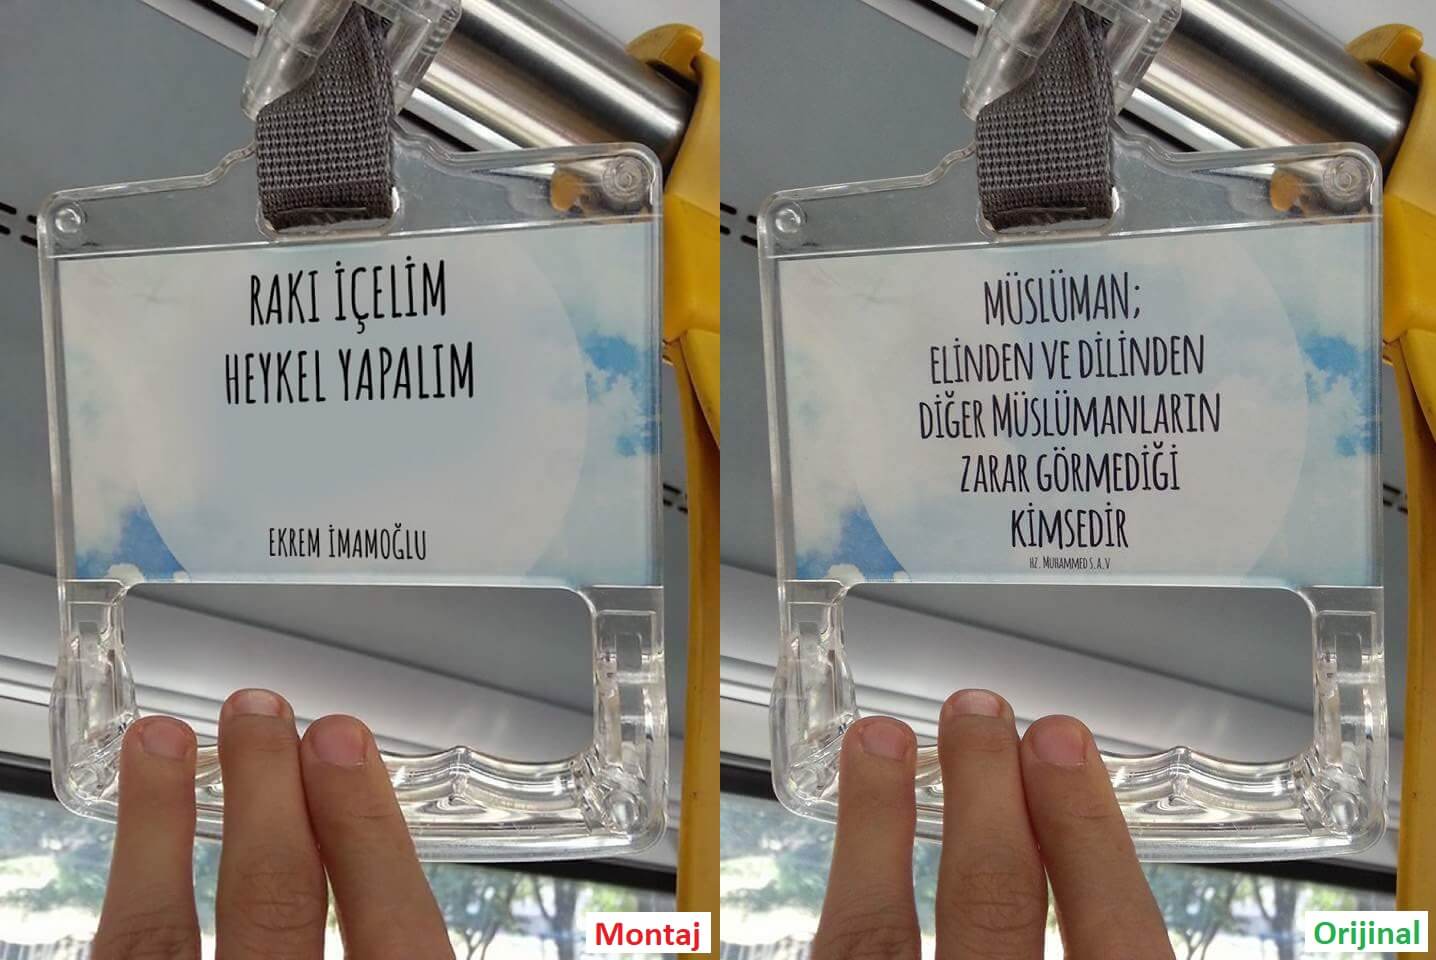 RAKI İÇELİM
HEYKEL YAPALIM
EKREM İMAMOĞLU
Montaj
MÜSLÜMAN;
ELİNDEN VE DİLİNDEN
DİĞER MÜSLÜMANLARIN
ZARAR GÖRMEDİĞİ
KİMSEDİR
HZ. MUHAMMED S.A.V
Orijinal